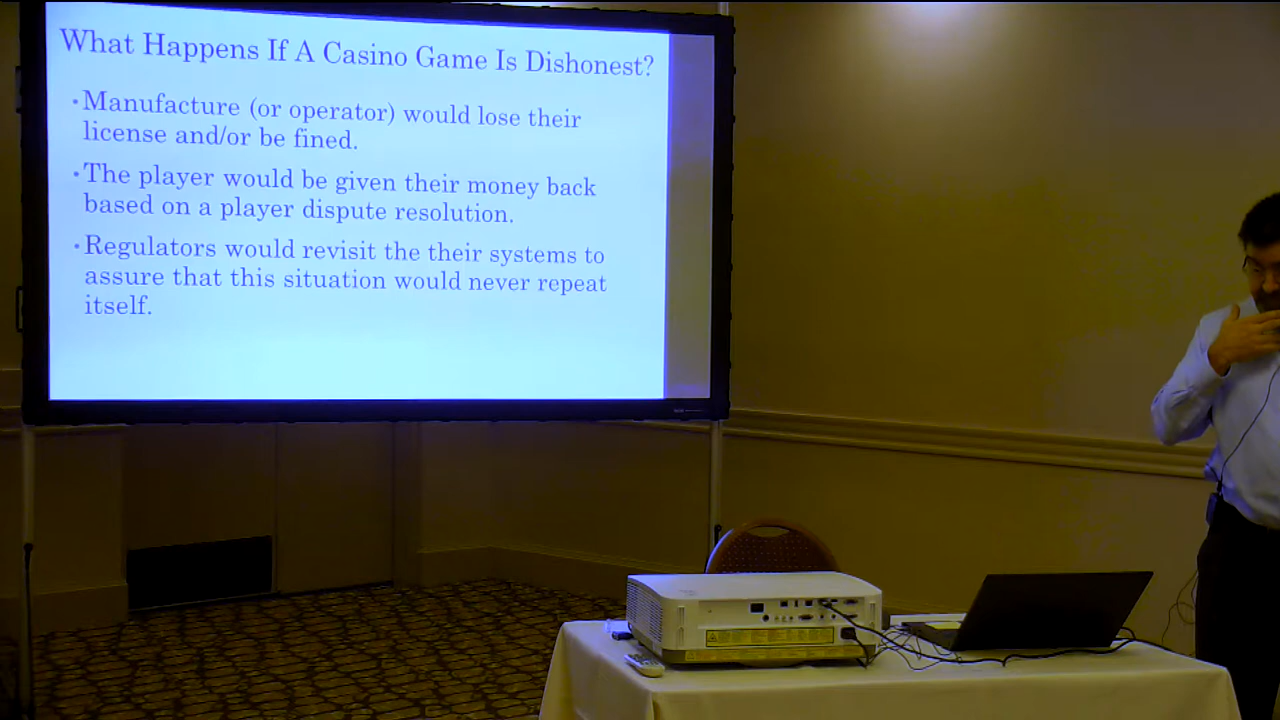 What Happens If A Casino Game Is Dishonest?
•Manufacture (or operator) would lose their
license and/or be fined.
•The player would be given their money back
based on a player dispute resolution.
•Regulators would revisit the their systems to
assure that this situation would never repeat
itself.